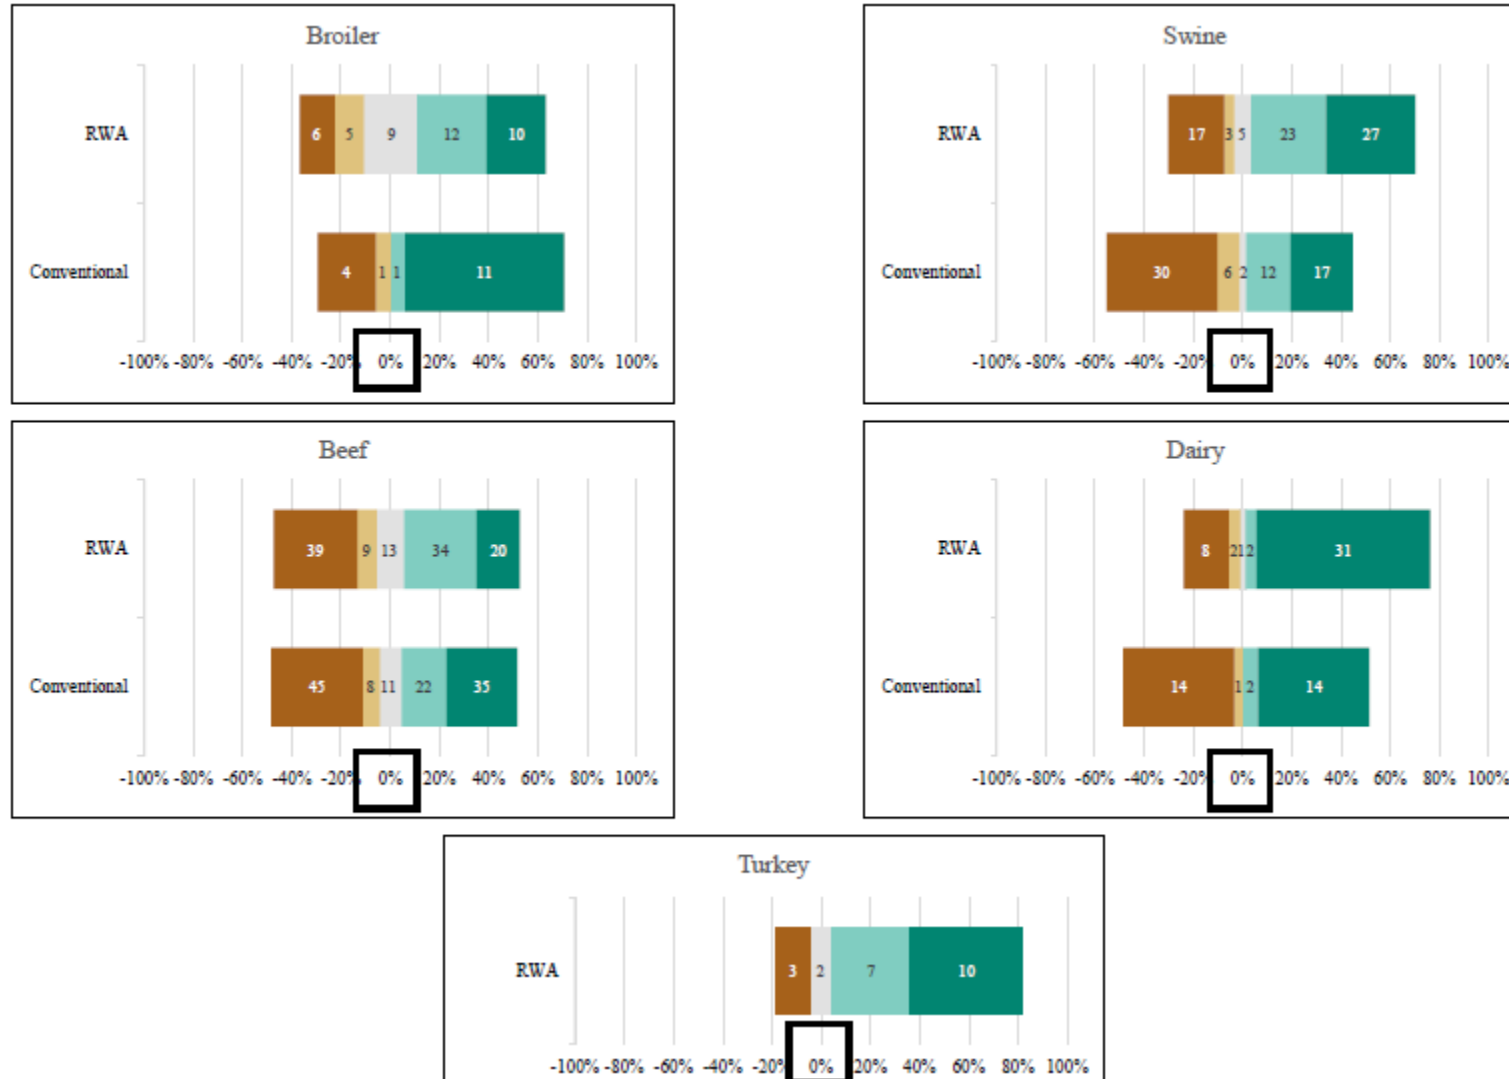 Broiler
RWA 6 5 9 12 10
Conventional 4 1 1 11
-100% -80% -60% -40% -20% 0% 20% 40% 60% 80% 100%
Swine
RWA 17 3 5 23 27
Conventional 30 6 2 12 17
-100% -80% -60% -40% -20% 0% 20% 40% 60% 80% 100%
Beef
RWA 39 9 13 34 20
Conventional 45 8 11 22 35
-100% -80% -60% -40% -20% 0% 20% 40% 60% 80% 100%
Dairy
RWA 8 2 1 2 31
Conventional 14 1 2 14
-100% -80% -60% -40% -20% 0% 20% 40% 60% 80% 100%
Turkey
RWA 3 2 7 10
-100% -80% -60% -40% -20% 0% 20% 40% 60% 80% 100%